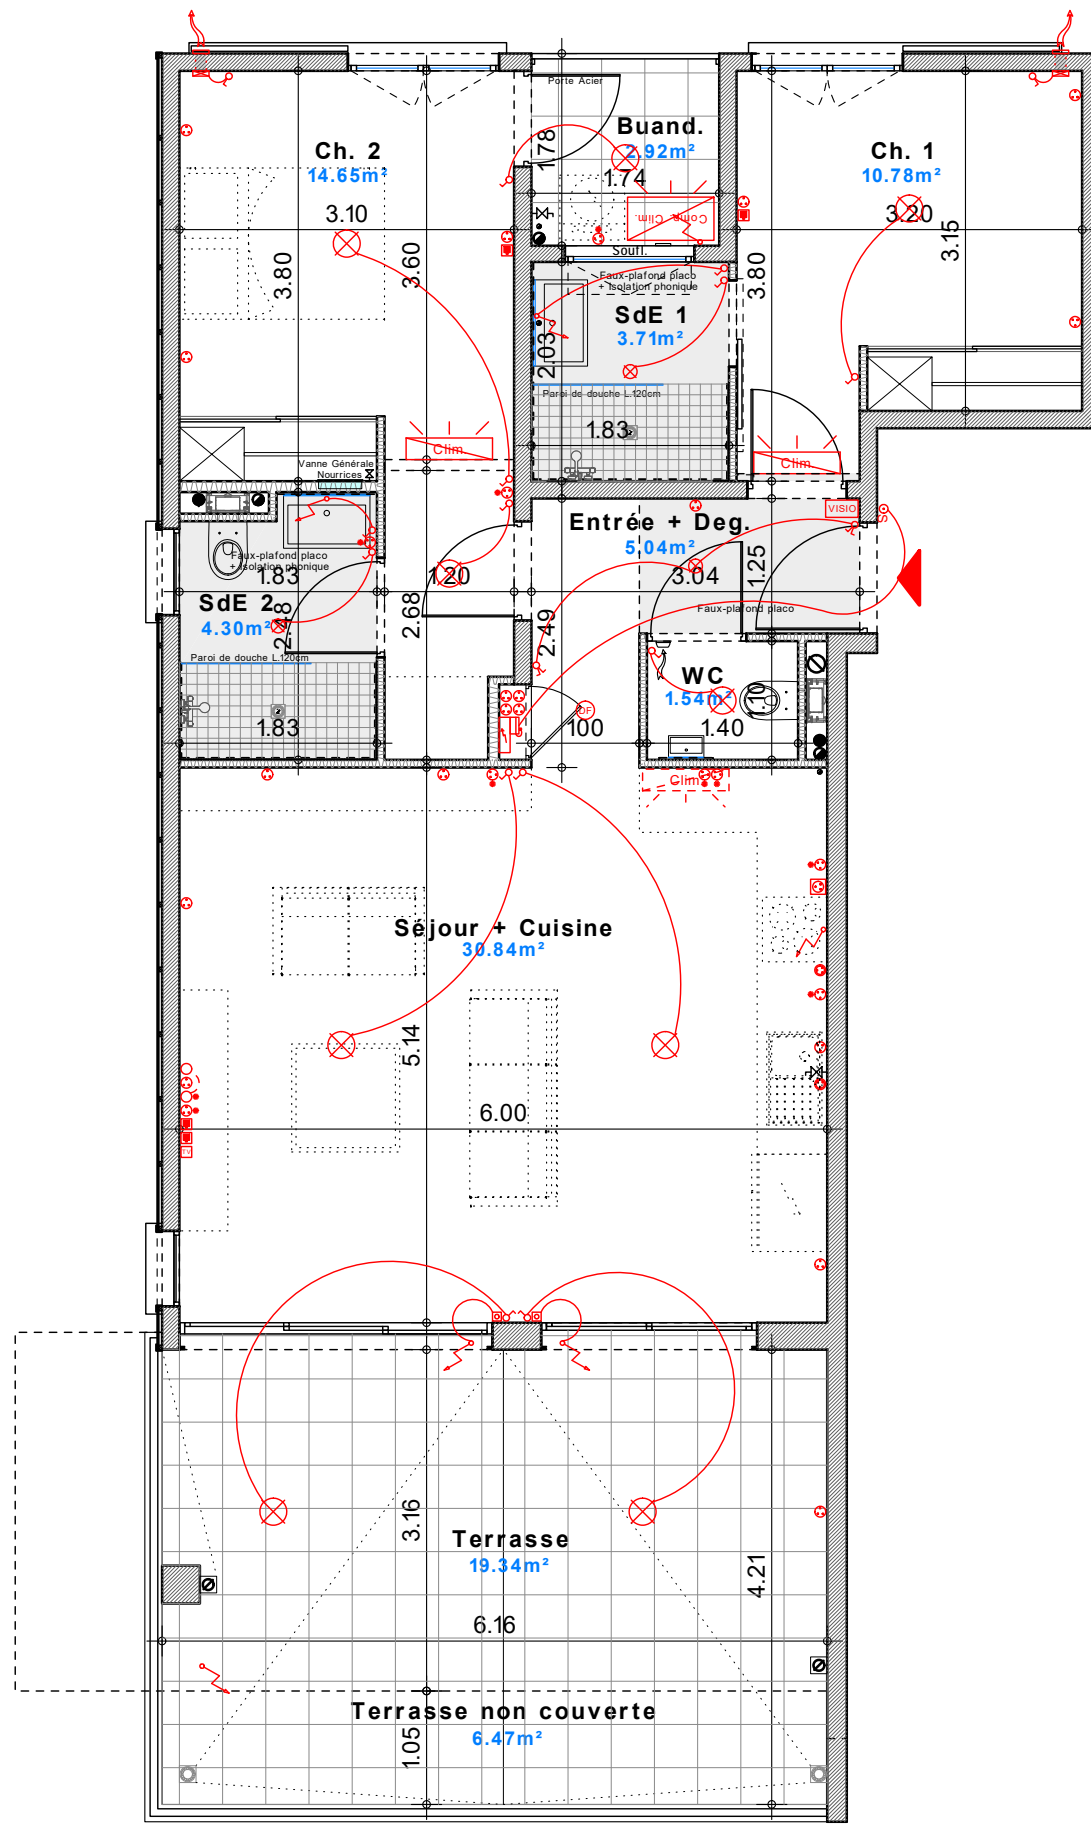 Porte Acier
Buand.
2.92m²
1.78
1.74
Comp. Clim.
Soufl.
Ch. 2
14.65m²
3.10
3.80
3.60
Ch. 1
10.78m²
3.20
3.15
3.80
Faux-plafond placo
+ Isolation phonique
SdE 1
3.71m²
2.03
Paroi de douche L.120cm
1.83
Clim.
Clim.
Vanne Générale
Nourrices
VISIO
Entrée + Deg.
5.04m²
3.04
1.25
S
Faux-plafond placo
Faux-plafond placo
+ Isolation phonique
1.83
1.20
SdE 2
4.30m²
2.48
2.68
2.49
Paroi de douche L.120cm
1.83
WC
1.54m²
1.10
1.40
DF
100
Clim.
Séjour + Cuisine
30.84m²
5.14
6.00
TV
Terrasse
19.34m²
3.16
4.21
6.16
Terrasse non couverte
6.47m²
1.05